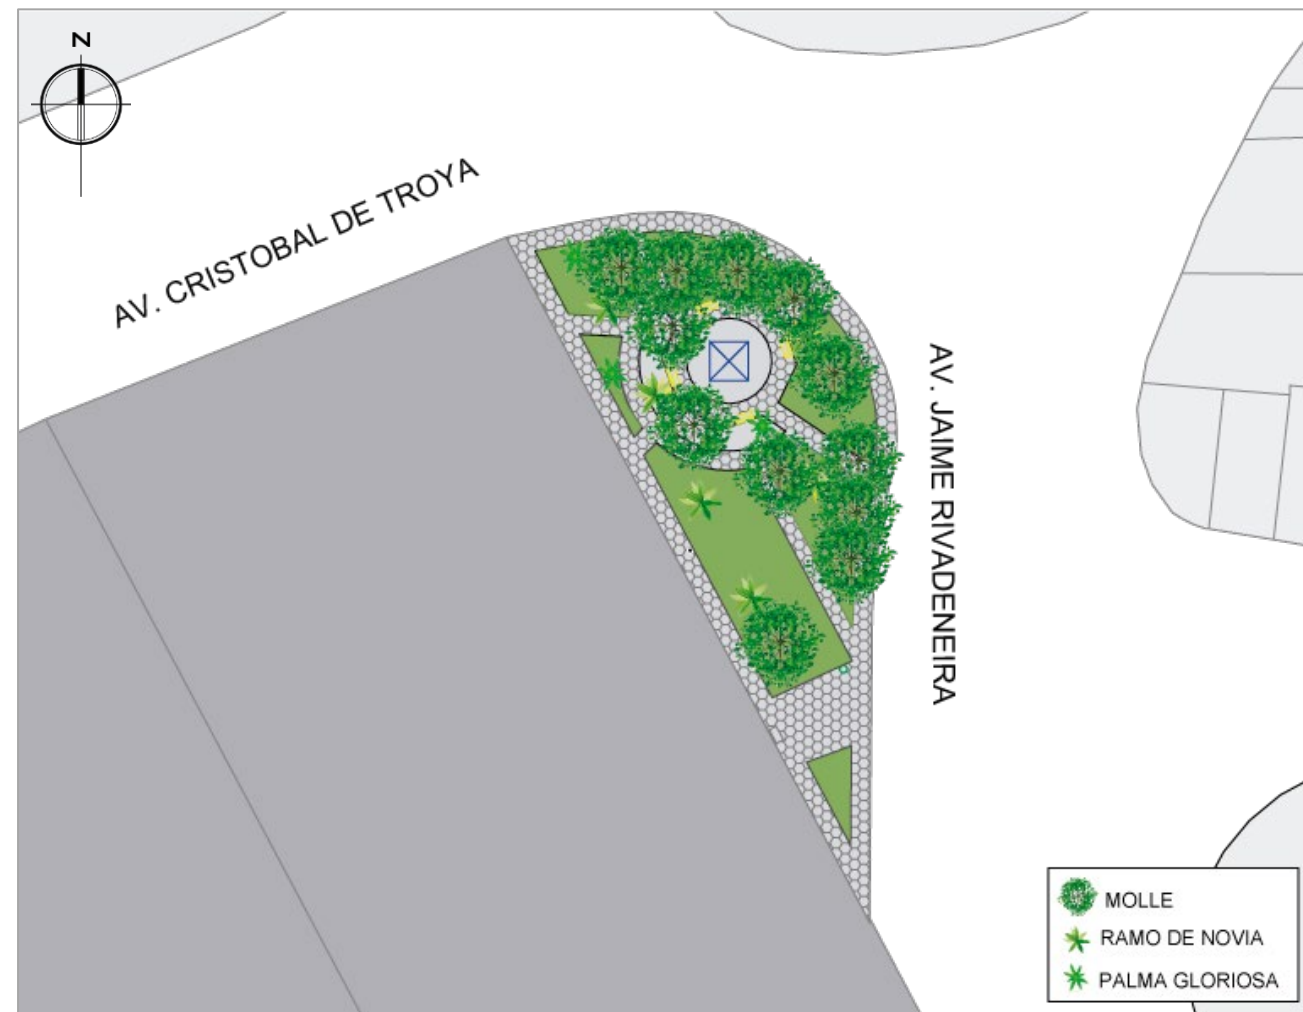 N
AV. CRISTOBAL DE TROYA
AV. JAIME RIVADENEIRA
MOLLE
RAMO DE NOVIA
PALMA GLORIOSA